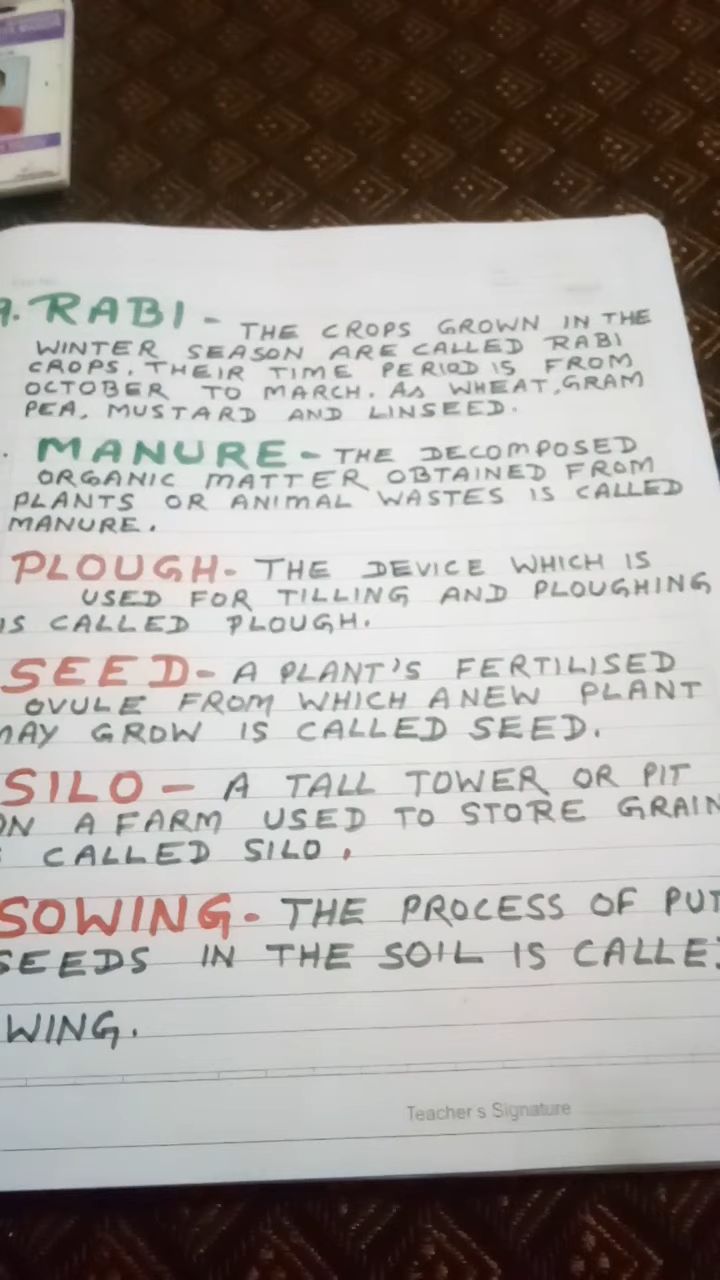 9. RABI - THE CROPS GROWN IN THE
WINTER SEASON ARE CALLED RABI
CROPS. THEIR TIME PERIOD IS FROM
OCTOBER TO MARCH. AS WHEAT, GRAM
PEA, MUSTARD AND LINSEED.
. MANURE - THE DECOMPOSED
ORGANIC MATTER OBTAINED FROM
PLANTS OR ANIMAL WASTES IS CALLED
MANURE.
PLOUGH - THE DEVICE WHICH IS
USED FOR TILLING AND PLOUGHING
IS CALLED PLOUGH.
SEED - A PLANT'S FERTILISED
OVULE FROM WHICH A NEW PLANT
MAY GROW IS CALLED SEED.
SILO - A TALL TOWER OR PIT
ON A FARM USED TO STORE GRAIN
CALLED SILO.
SOWING - THE PROCESS OF PUT
SEEDS IN THE SOIL IS CALLE
WING.
Teacher s Signature